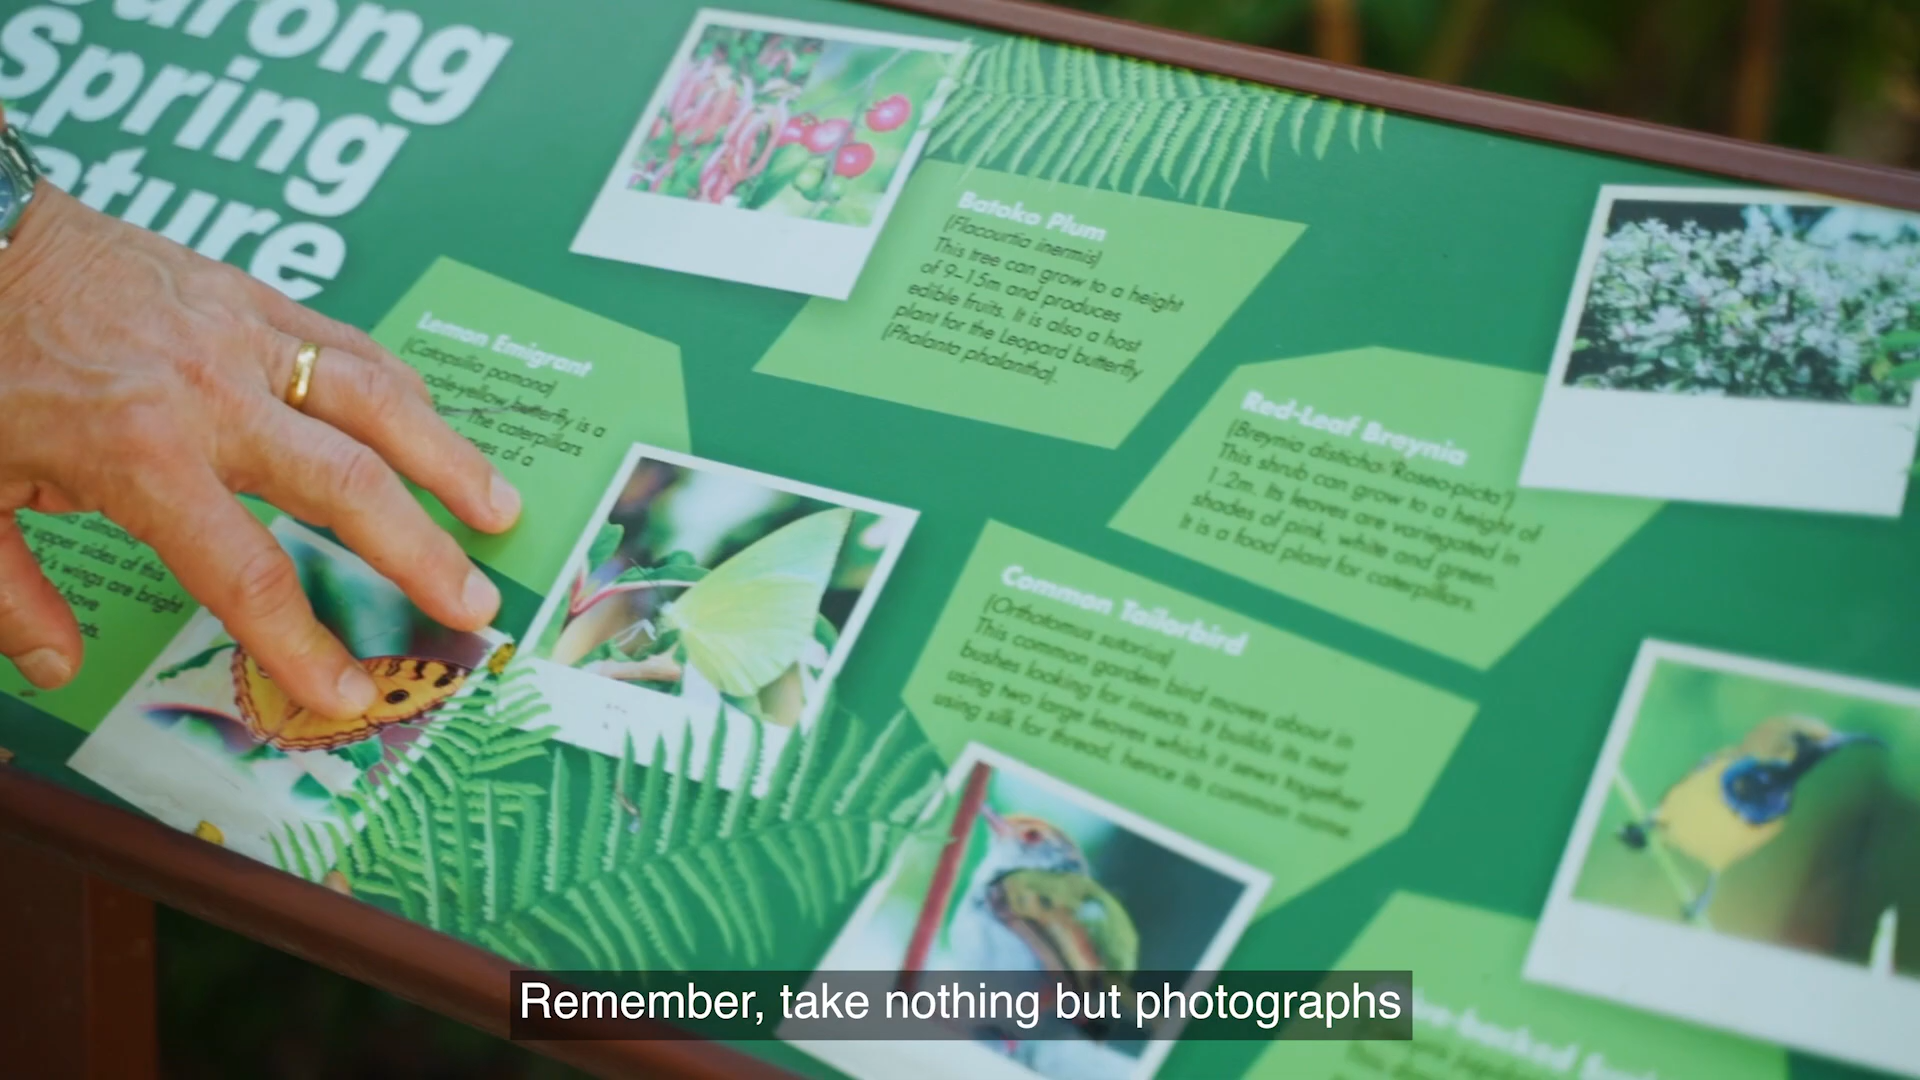 Spring
Lemon Emigrant
(Catopsilia pomona)
pale-yellow butterfly is a
The caterpillars
leaves of a
upper sides of this
wings are bright
have
Batoko Plum
(Flacourtia inermis)
This tree can grow to a height
of 9–15m and produces
edible fruits. It is also a host
plant for the Leopard butterfly
(Phalanta phalantha).
Red-Leaf Breynia
(Breynia disticha 'Roseo-picta')
This shrub can grow to a height of
1.2m. Its leaves are variegated in
shades of pink, white and green.
It is a food plant for caterpillars.
Common Tailorbird
(Orthotomus sutorius)
This common garden bird moves about in
bushes looking for insects. It builds its nest
using two large leaves which it sews together
using silk for thread, hence its common name.
Remember, take nothing but photographs